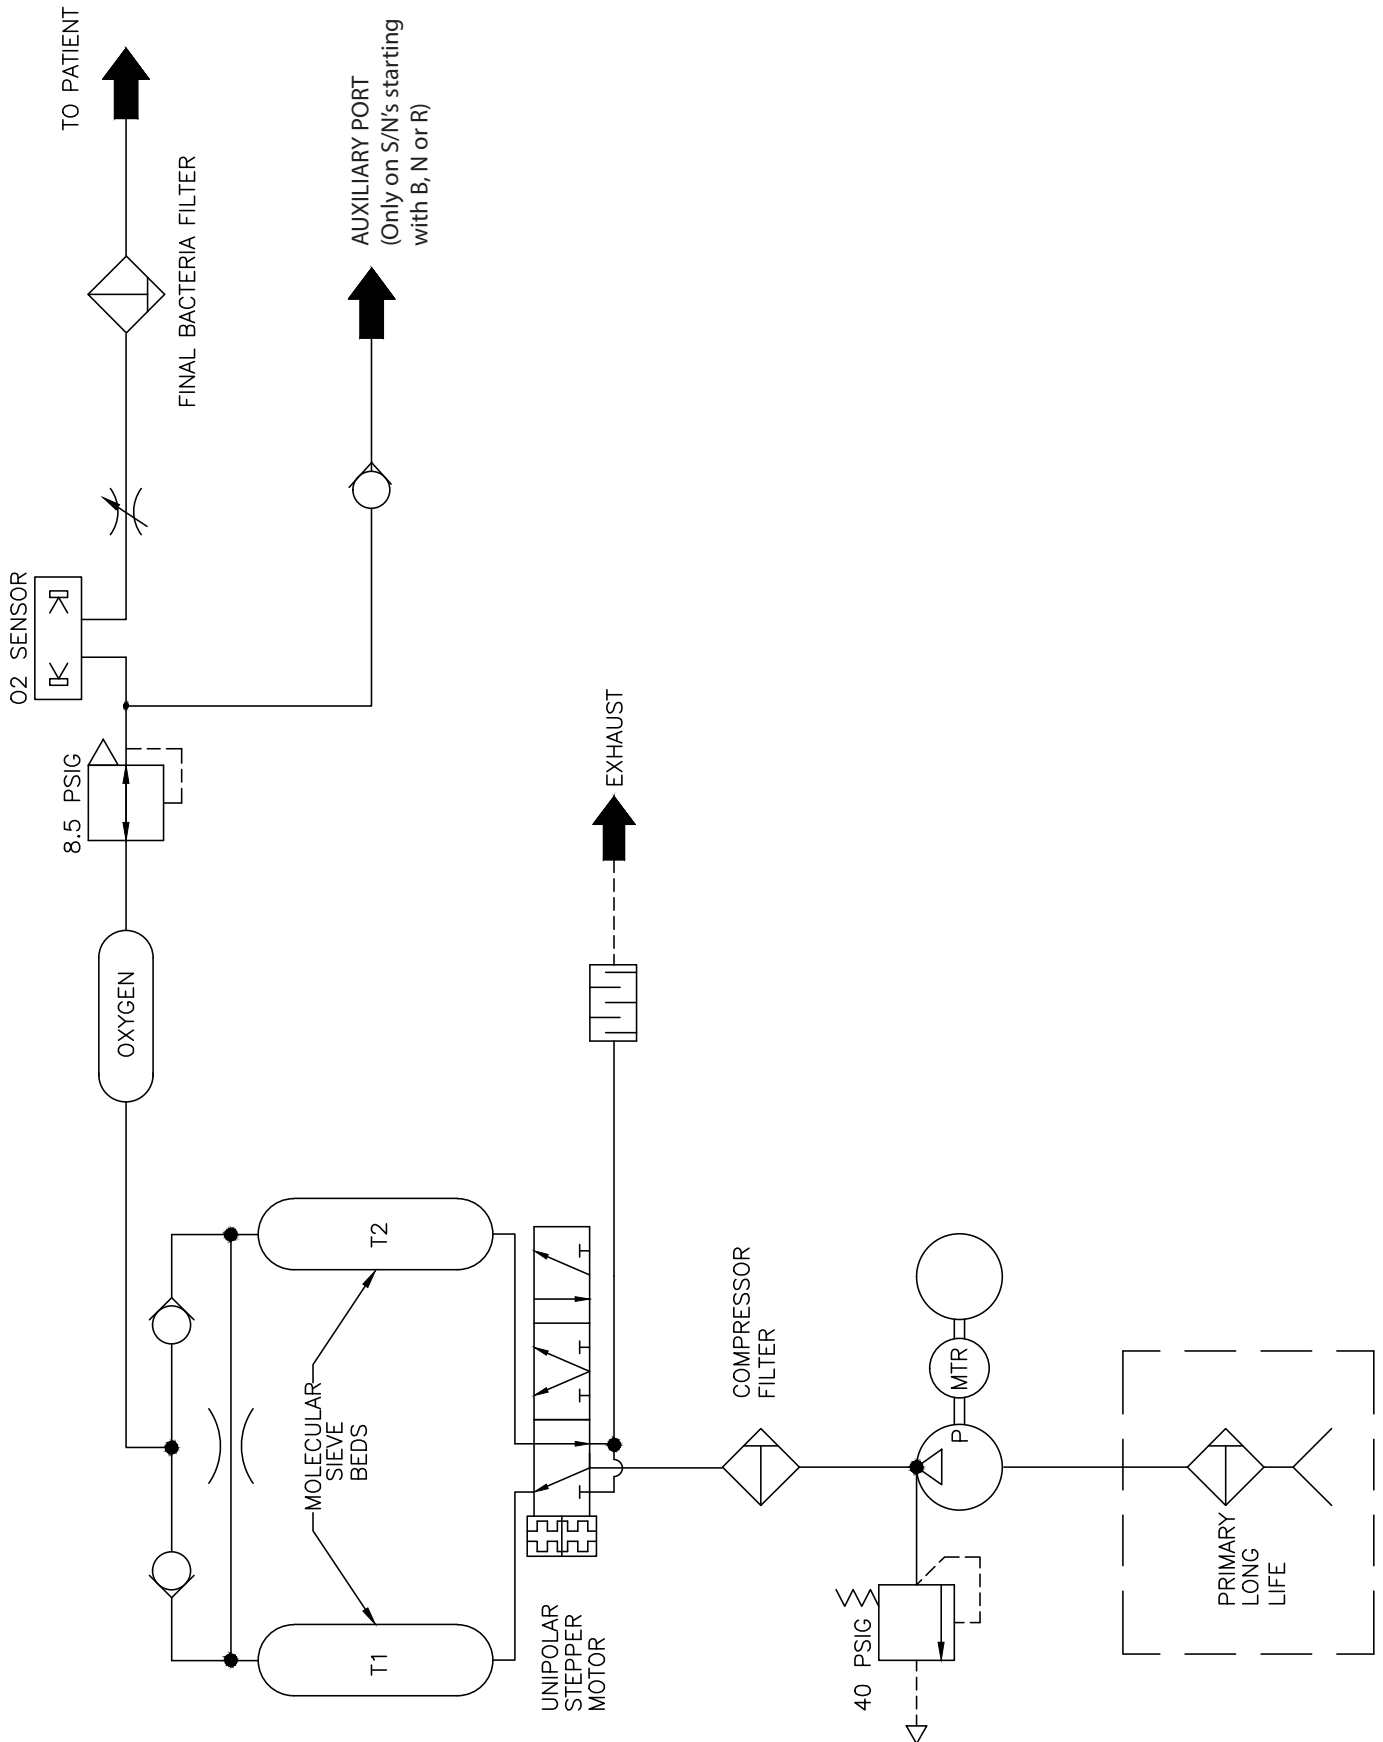 TO PATIENT
FINAL BACTERIA FILTER
AUXILIARY PORT
(Only on S/N's starting
with B, N or R)
O2 SENSOR
8.5 PSIG
OXYGEN
EXHAUST
T2
MOLECULAR
SIEVE
BEDS
T1
UNIPOLAR
STEPPER
MOTOR
COMPRESSOR
FILTER
MTR
P
40 PSIG
PRIMARY
LONG
LIFE